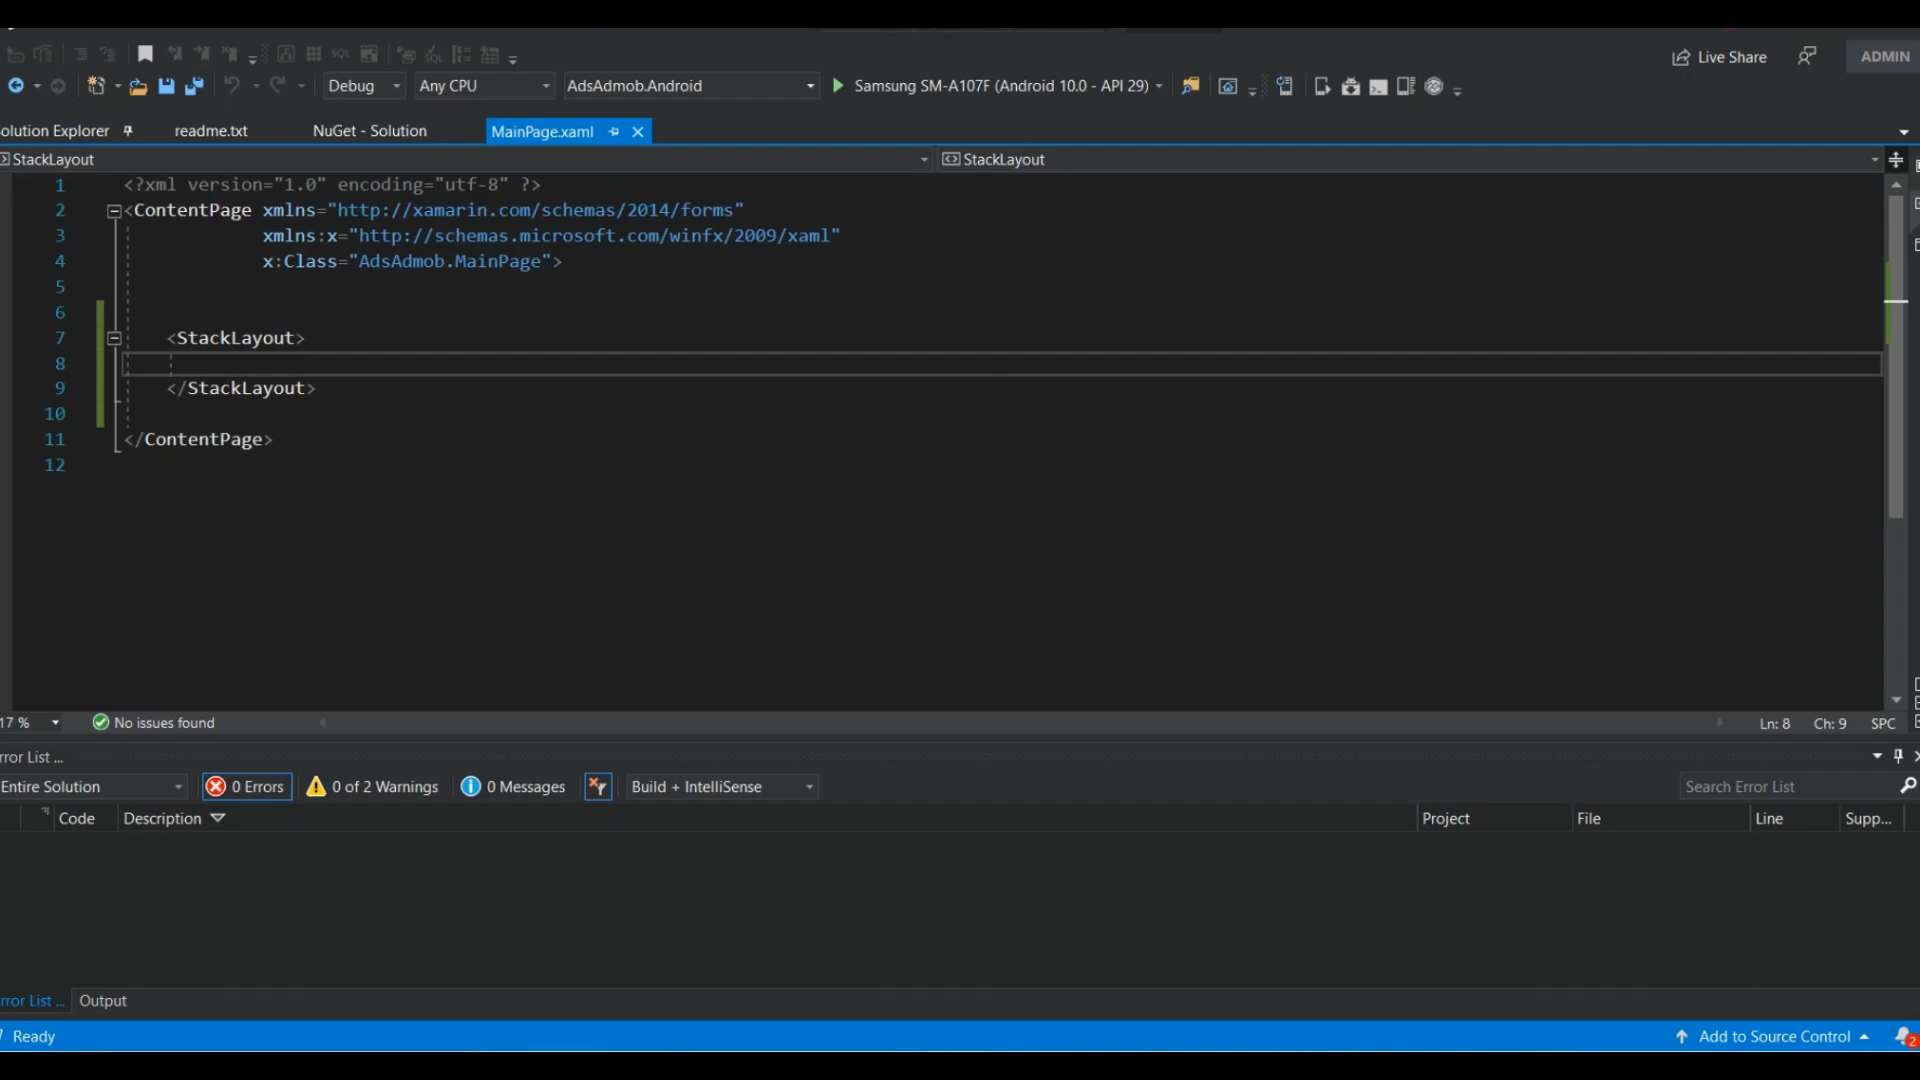 Live Share
ADMIN
Debug
Any CPU
AdsAdmob.Android
Samsung SM-A107F (Android 10.0 - API 29)
olution Explorer
readme.txt
NuGet - Solution
MainPage.xaml
StackLayout
StackLayout
1 <?xml version="1.0" encoding="utf-8" ?>
2 <ContentPage xmlns="http://xamarin.com/schemas/2014/forms"
3 xmlns:x="http://schemas.microsoft.com/winfx/2009/xaml"
4 x:Class="AdsAdmob.MainPage">
5
6
7 <StackLayout>
8
9 </StackLayout>
10
11 </ContentPage>
12
17 %
No issues found
Ln: 8 Ch: 9 SPC
rror List ...
Entire Solution
0 Errors
0 of 2 Warnings
0 Messages
Build + IntelliSense
Search Error List
Code Description Project File Line Supp...
rror List ... Output
Ready
Add to Source Control
2